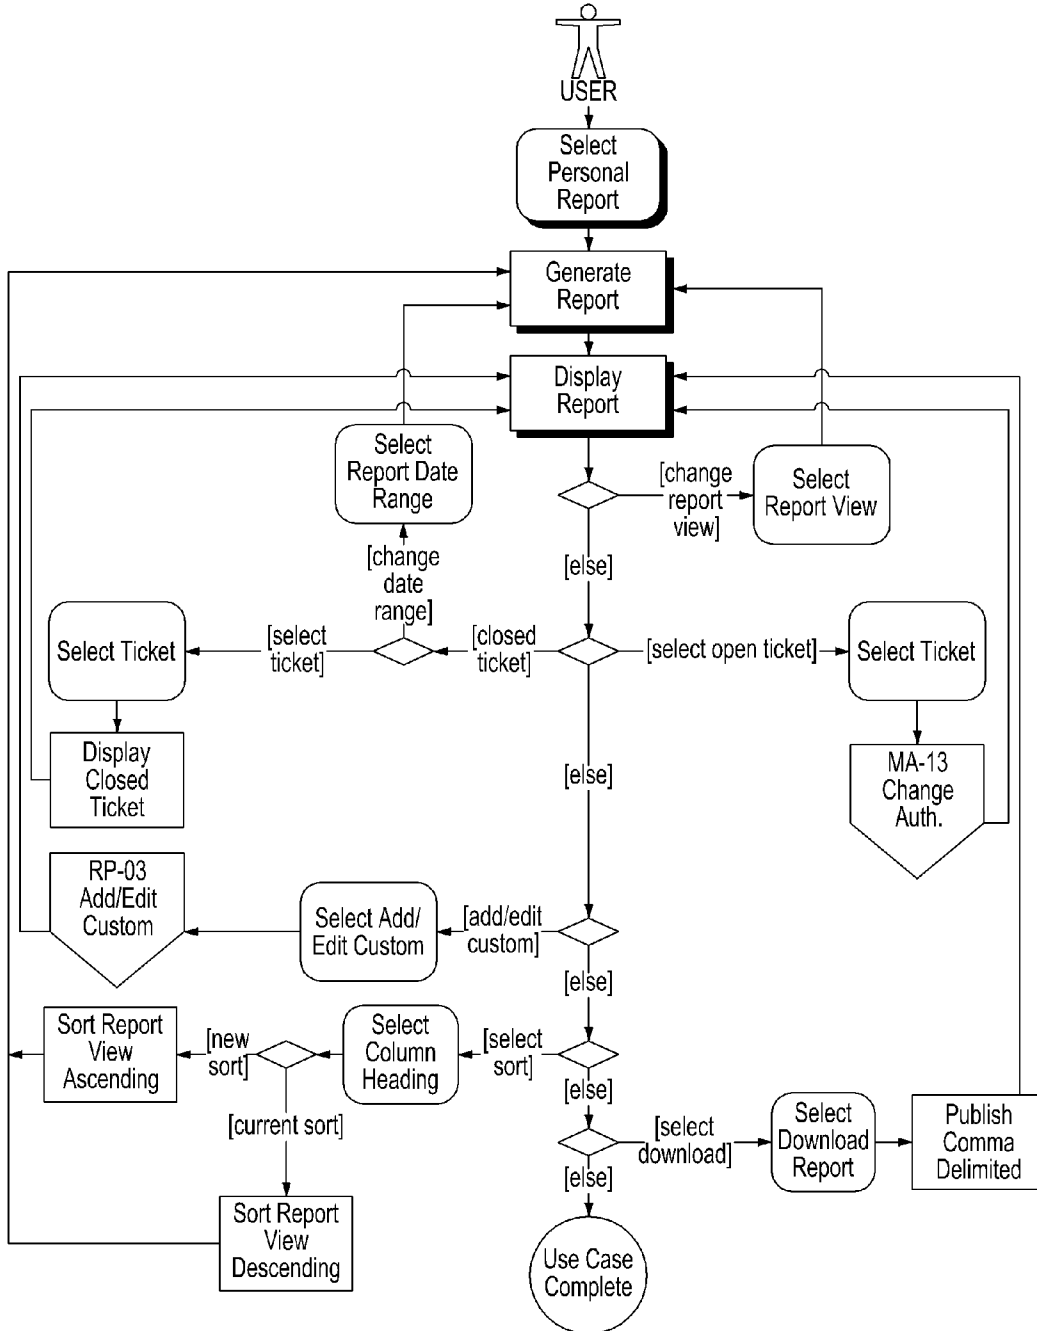 USER
Select
Personal
Report
Generate
Report
Display
Report
Select
Report Date
Range
[change
report
view]
Select
Report View
[change
date
range]
[else]
Select Ticket
[select
ticket]
[closed
ticket]
[select open ticket]
Select Ticket
Display
Closed
Ticket
[else]
MA-13
Change
Auth.
RP-03
Add/Edit
Custom
Select Add/
Edit Custom
[add/edit
custom]
[else]
Sort Report
View
Ascending
[new
sort]
Select
Column
Heading
[select
sort]
[else]
[current sort]
[select
download]
Select
Download
Report
Publish
Comma
Delimited
[else]
Sort Report
View
Descending
Use Case
Complete